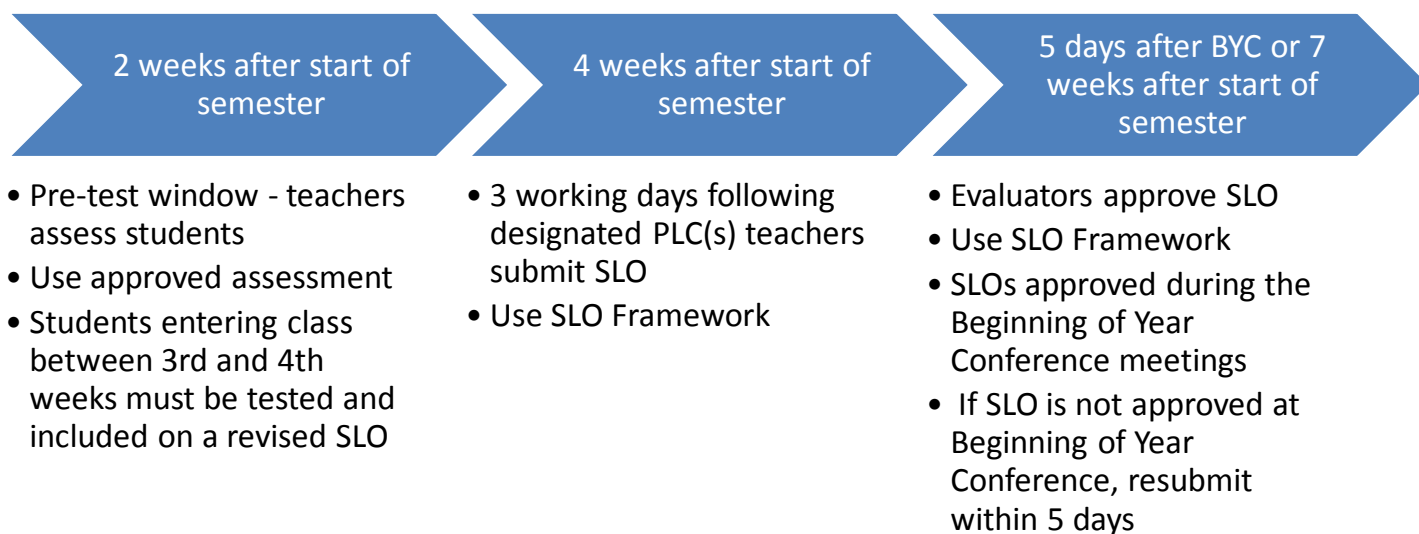 2 weeks after start of
semester
4 weeks after start of
semester
5 days after BYC or 7
weeks after start of
semester
• Pre-test window - teachers
assess students
• Use approved assessment
• Students entering class
between 3rd and 4th
weeks must be tested and
included on a revised SLO
• 3 working days following
designated PLC(s) teachers
submit SLO
• Use SLO Framework
• Evaluators approve SLO
• Use SLO Framework
• SLOs approved during the
Beginning of Year
Conference meetings
• If SLO is not approved at
Beginning of Year
Conference, resubmit
within 5 days